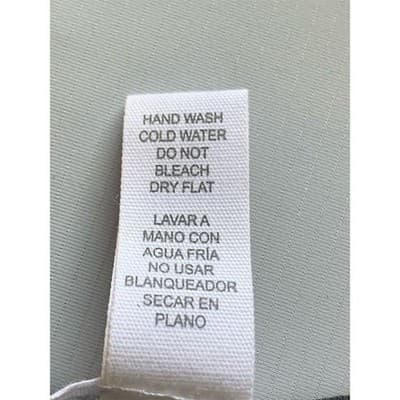 HAND WASH
COLD WATER
DO NOT
BLEACH
DRY FLAT
LAVAR A
MANO CON
AGUA FRÍA
NO USAR
BLANQUEADOR
SECAR EN
PLANO